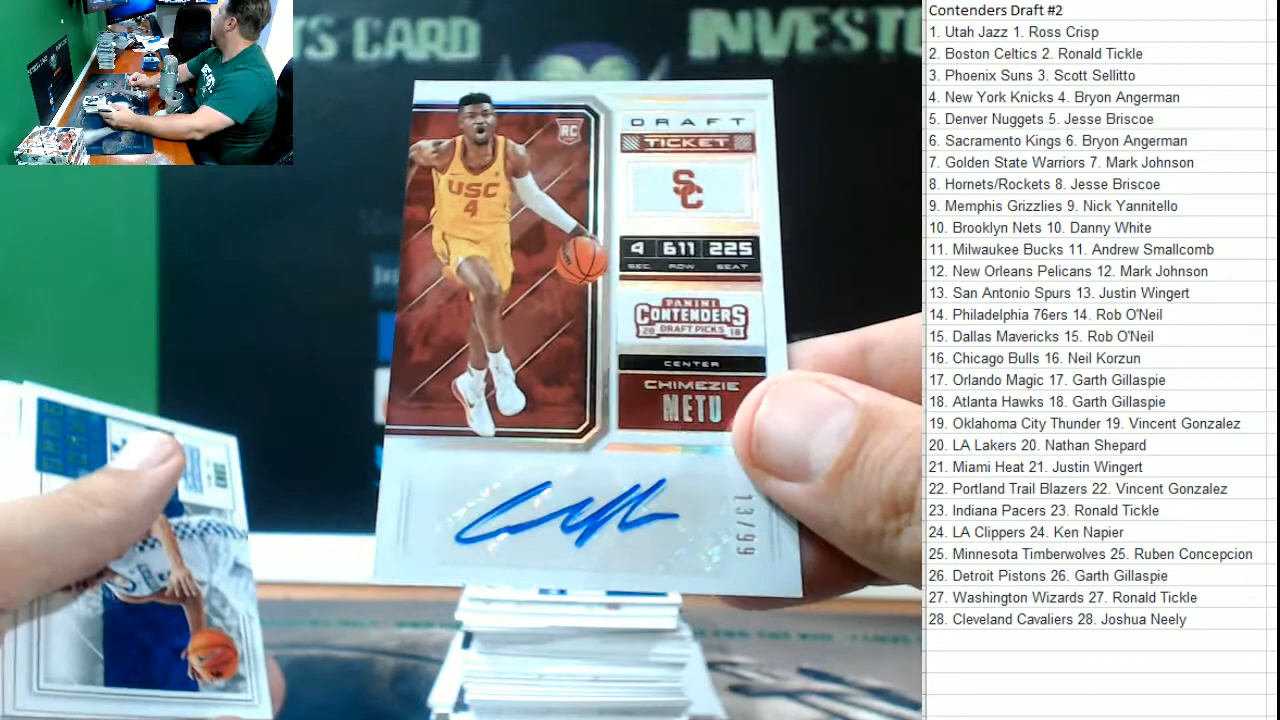 TS CARD INVESTO
RC
USC
4
DRAFT
TICKET
SC
4 611 225
SEC. ROW SEAT
PANINI
CONTENDERS
20 DRAFT PICKS 18
CENTER
CHIMEZIE
METU
13/99
Contenders Draft #2
1. Utah Jazz 1. Ross Crisp
2. Boston Celtics 2. Ronald Tickle
3. Phoenix Suns 3. Scott Sellitto
4. New York Knicks 4. Bryon Angerman
5. Denver Nuggets 5. Jesse Briscoe
6. Sacramento Kings 6. Bryon Angerman
7. Golden State Warriors 7. Mark Johnson
8. Hornets/Rockets 8. Jesse Briscoe
9. Memphis Grizzlies 9. Nick Yannitello
10. Brooklyn Nets 10. Danny White
11. Milwaukee Bucks 11. Andrew Smallcomb
12. New Orleans Pelicans 12. Mark Johnson
13. San Antonio Spurs 13. Justin Wingert
14. Philadelphia 76ers 14. Rob O'Neil
15. Dallas Mavericks 15. Rob O'Neil
16. Chicago Bulls 16. Neil Korzun
17. Orlando Magic 17. Garth Gillaspie
18. Atlanta Hawks 18. Garth Gillaspie
19. Oklahoma City Thunder 19. Vincent Gonzalez
20. LA Lakers 20. Nathan Shepard
21. Miami Heat 21. Justin Wingert
22. Portland Trail Blazers 22. Vincent Gonzalez
23. Indiana Pacers 23. Ronald Tickle
24. LA Clippers 24. Ken Napier
25. Minnesota Timberwolves 25. Ruben Concepcion
26. Detroit Pistons 26. Garth Gillaspie
27. Washington Wizards 27. Ronald Tickle
28. Cleveland Cavaliers 28. Joshua Neely